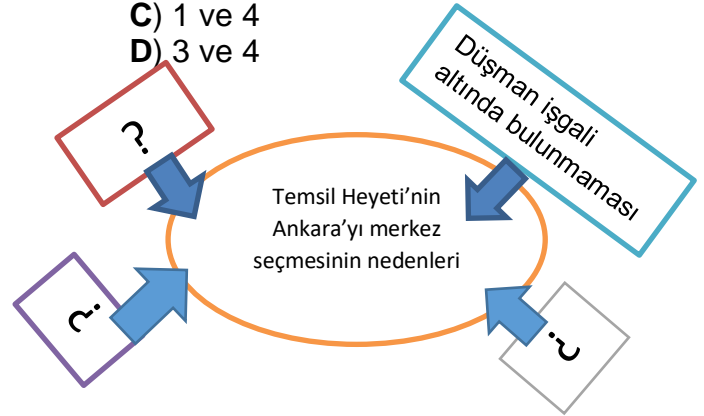 C) 1 ve 4
D) 3 ve 4
?
Düşman işgali
altında bulunmaması
Temsil Heyeti’nin
Ankara’yı merkez
seçmesinin nedenleri
?
?